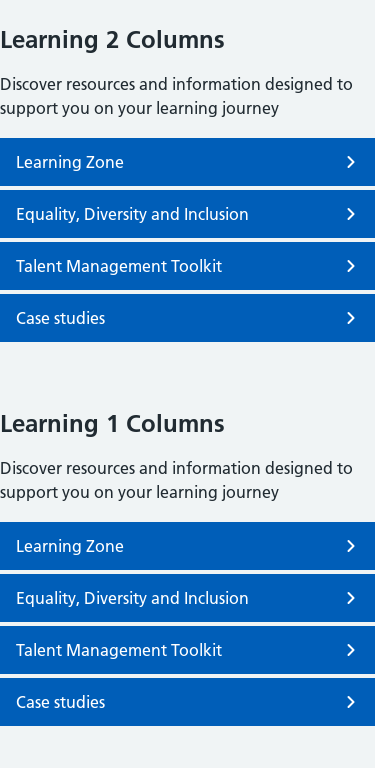 Learning 2 Columns
Discover resources and information designed to
support you on your learning journey
Learning Zone
Equality, Diversity and Inclusion
Talent Management Toolkit
Case studies
Learning 1 Columns
Discover resources and information designed to
support you on your learning journey
Learning Zone
Equality, Diversity and Inclusion
Talent Management Toolkit
Case studies